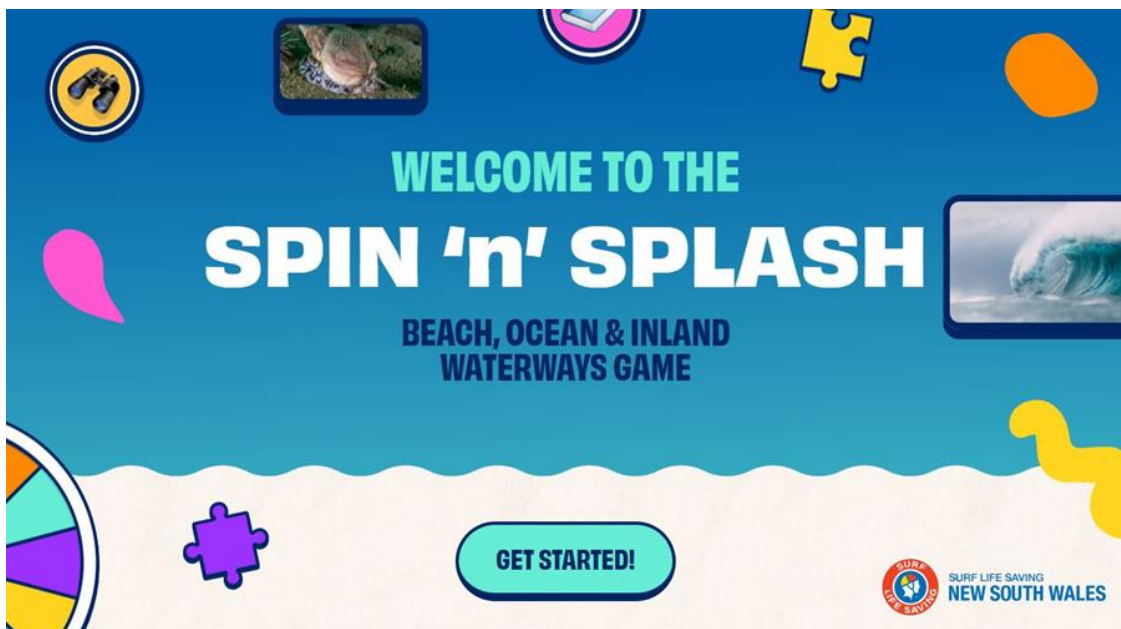 WELCOME TO THE
SPIN ‘n’ SPLASH
BEACH, OCEAN & INLAND
WATERWAYS GAME
GET STARTED!
SURF
LIFE SAVING
SURF LIFE SAVING
NEW SOUTH WALES